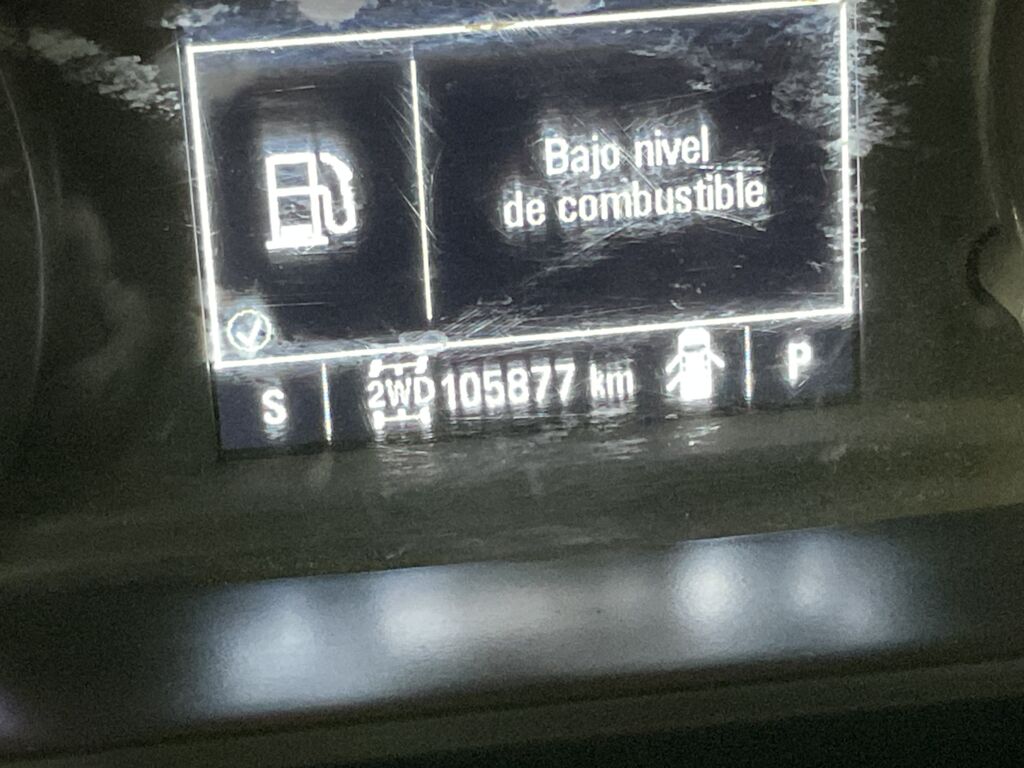 Bajo nivel
de combustible
S 2WD 105877 km P